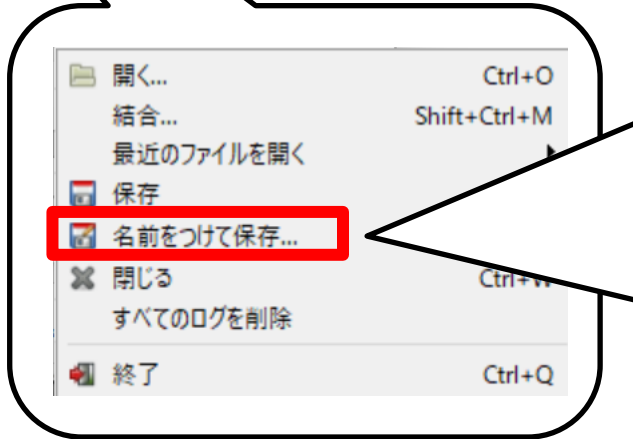 開く... Ctrl+O
結合... Shift+Ctrl+M
最近のファイルを開く
保存
名前をつけて保存...
閉じる Ctrl+W
すべてのログを削除
終了 Ctrl+Q